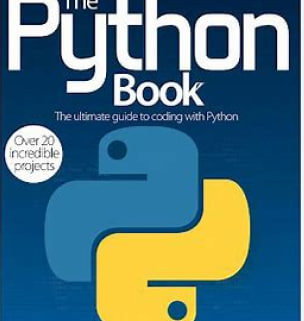 The
Python
Book
The ultimate guide to coding with Python
Over 20
incredible
projects